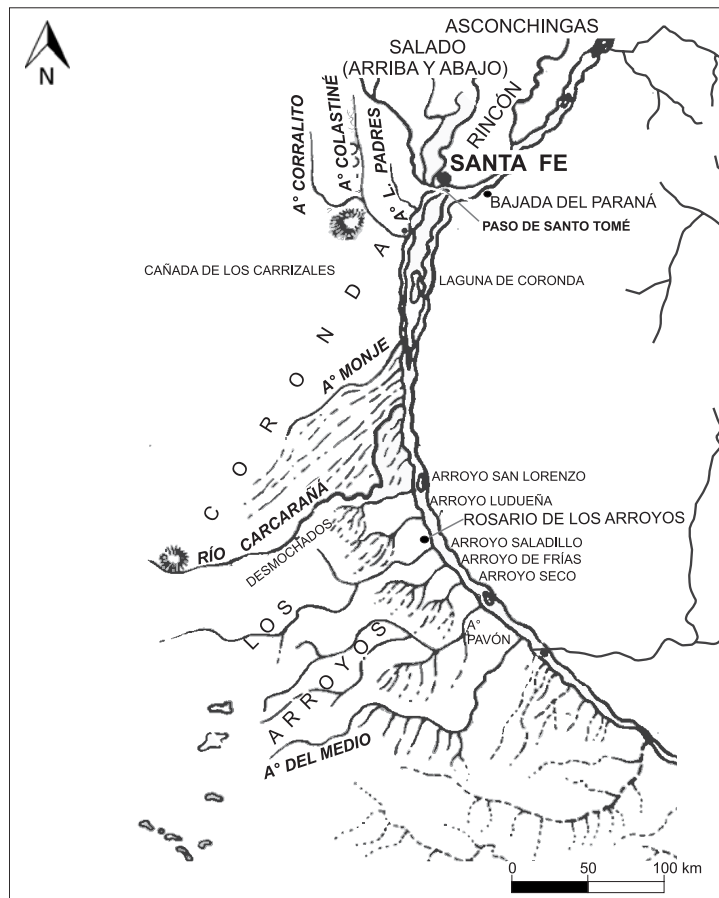 ASCONCHINGAS
SALADO
(ARRIBA Y ABAJO)
N
RINCÓN
A° CORRALITO
A° COLASTINÉ
A° L. PADRES
SANTA FE
BAJADA DEL PARANÁ
PASO DE SANTO TOMÉ
CAÑADA DE LOS CARRIZALES
LAGUNA DE CORONDA
CORONDA
A° MONJE
ARROYO SAN LORENZO
ARROYO LUDUEÑA
ROSARIO DE LOS ARROYOS
RÍO CARCARAÑÁ
DESMOCHADOS
ARROYO SALADILLO
ARROYO DE FRÍAS
ARROYO SECO
LOS
ARROYOS
A°
PAVÓN
A° DEL MEDIO
0 50 100 km